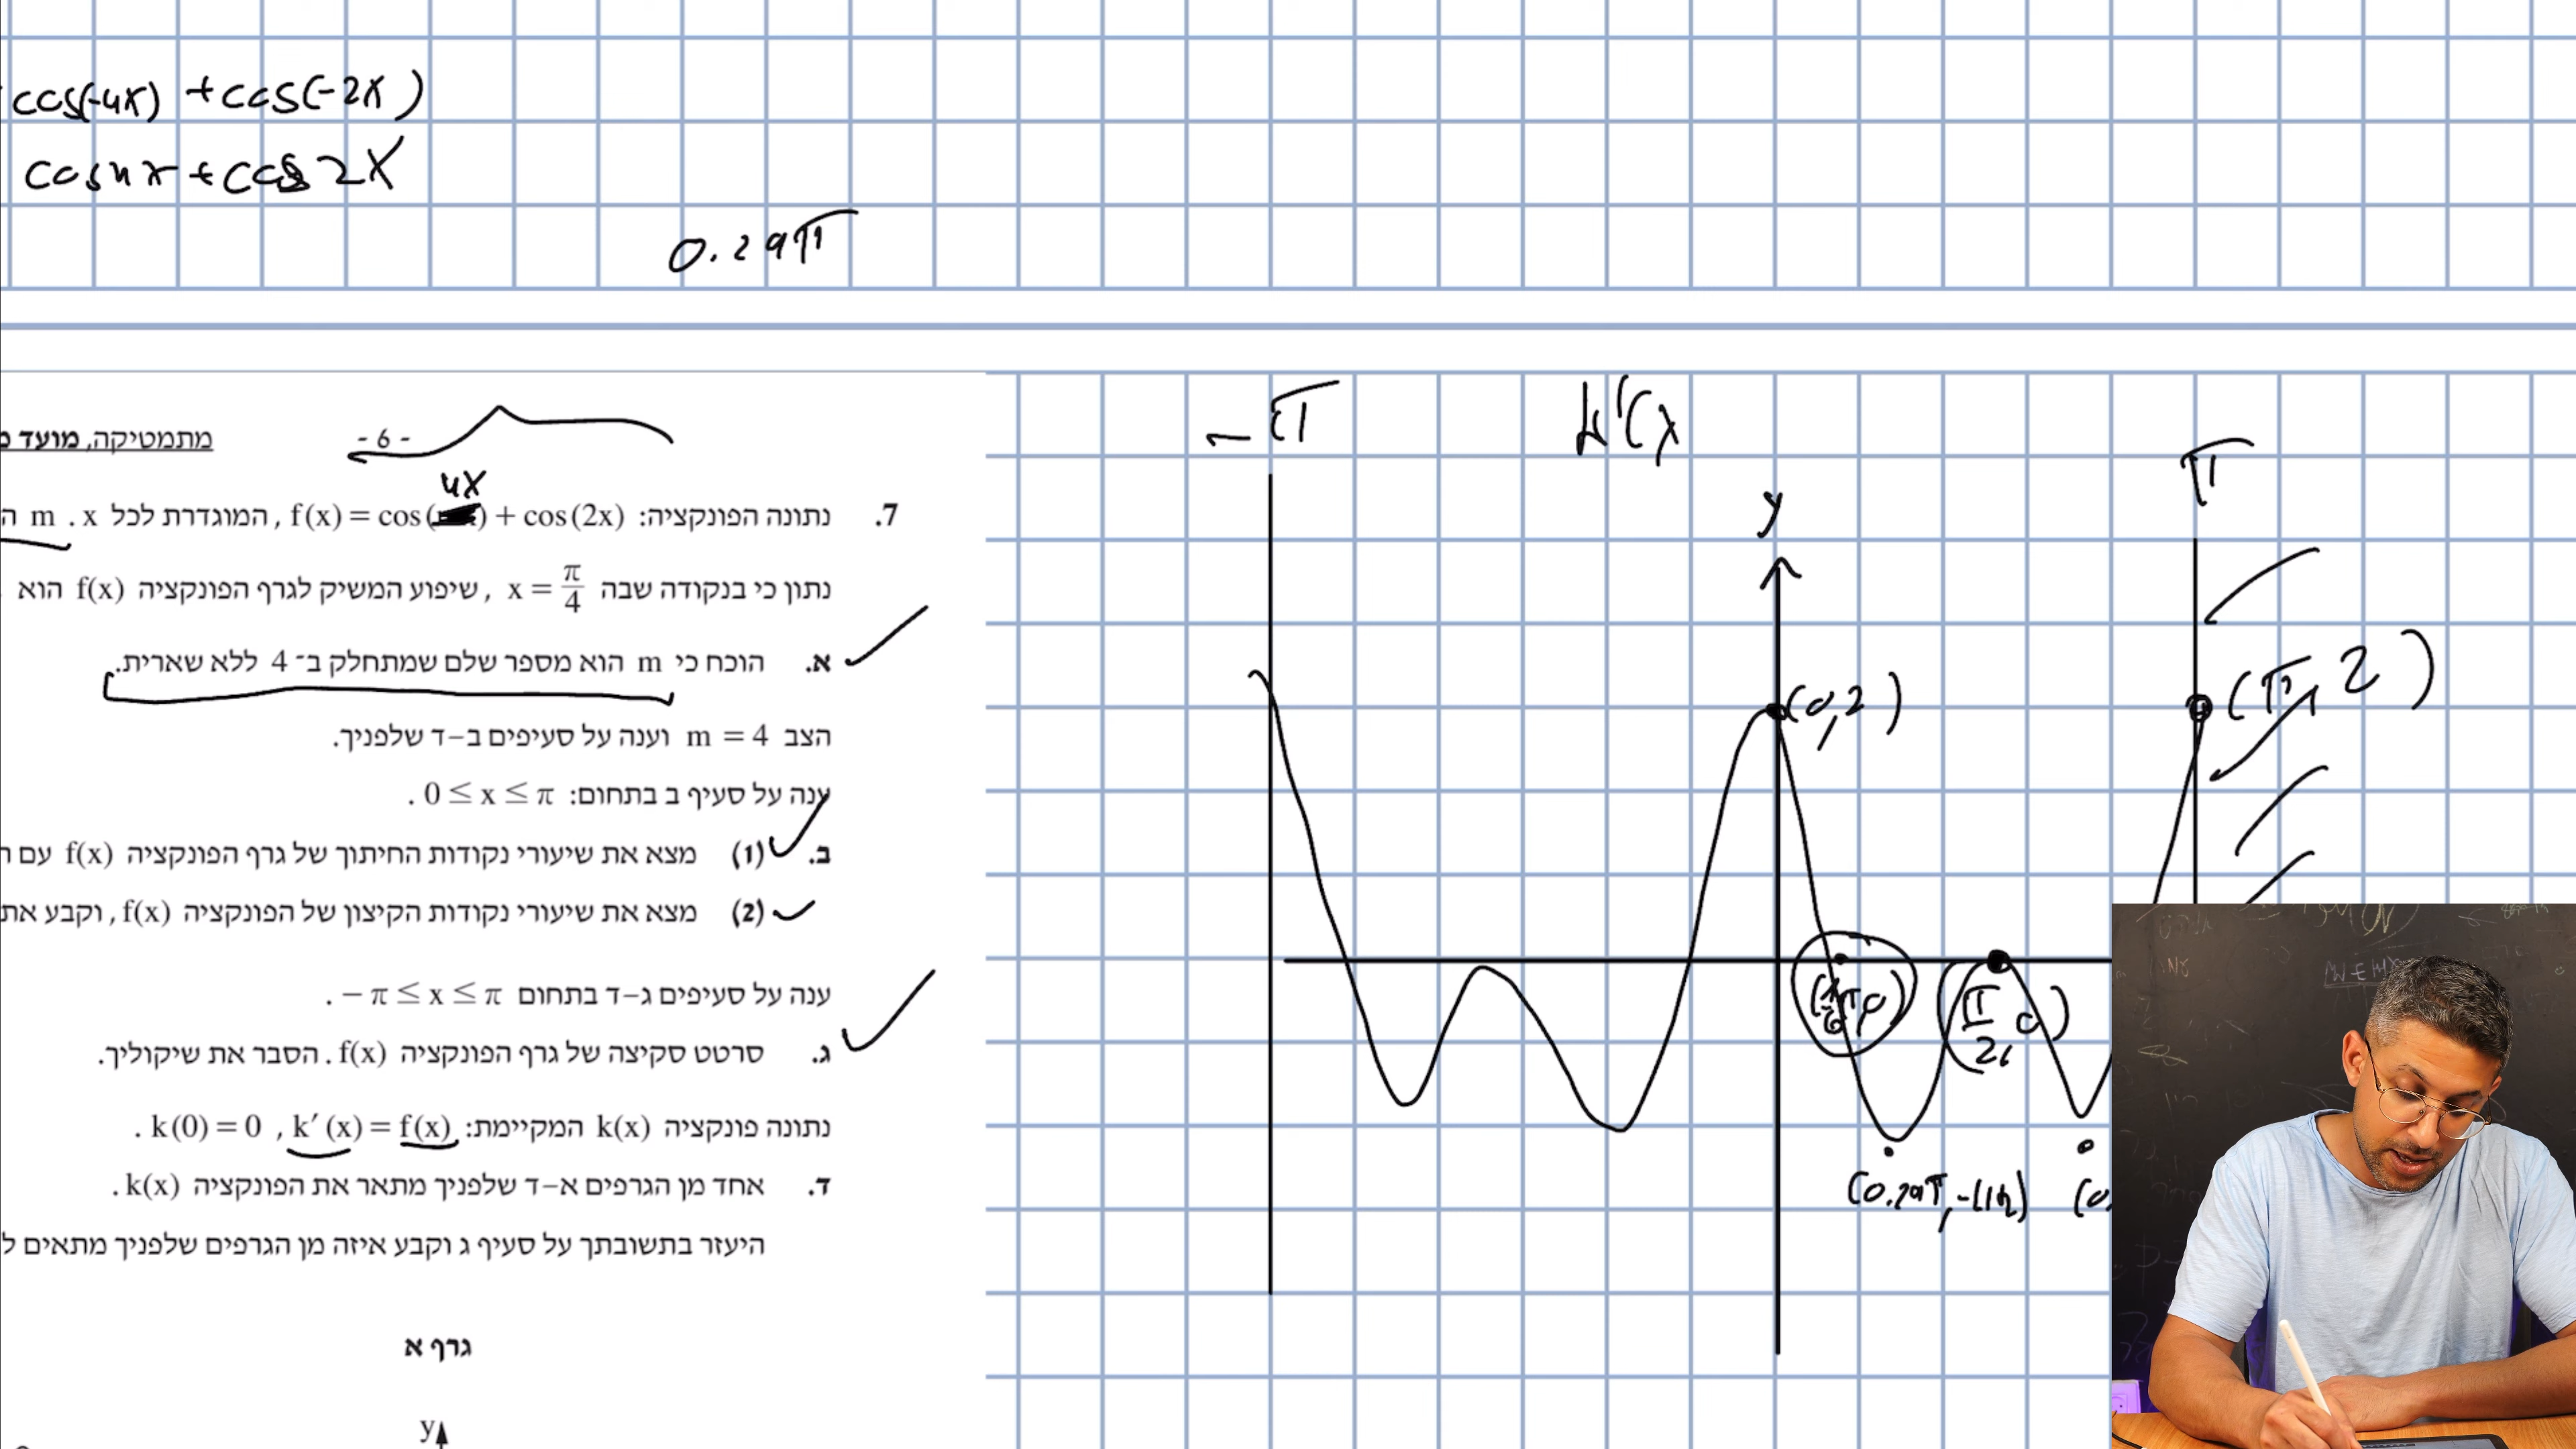 cos(-4x) + cos(-2x)
cos4x + cos2X
0.29π
מתמטיקה, מועד
- 6 -
4X
7. נתונה הפונקציה: f(x) = cos( ) + cos(2x) , המוגדרת לכל x . m
נתון כי בנקודה שבה x = π/4 , שיפוע המשיק לגרף הפונקציה f(x) הוא
א. הוכח כי m הוא מספר שלם שמתחלק ב־ 4 ללא שארית.
הצב m = 4 וענה על סעיפים ב–ד שלפניך.
ענה על סעיף ב בתחום: 0 ≤ x ≤ π .
ב. (1) מצא את שיעורי נקודות החיתוך של גרף הפונקציה f(x) עם
(2) מצא את שיעורי נקודות הקיצון של הפונקציה f(x) , וקבע את
ענה על סעיפים ג–ד בתחום −π ≤ x ≤ π .
ג. סרטט סקיצה של גרף הפונקציה f(x) . הסבר את שיקוליך.
נתונה פונקציה k(x) המקיימת: k′(x) = f(x) , k(0) = 0 .
ד. אחד מן הגרפים א–ד שלפניך מתאר את הפונקציה k(x) .
היעזר בתשובתך על סעיף ג וקבע איזה מן הגרפים שלפניך מתאים
גרף א
y
-π
k'(x
π
y
(0,2)
(π, 2)
(π/2, 0)